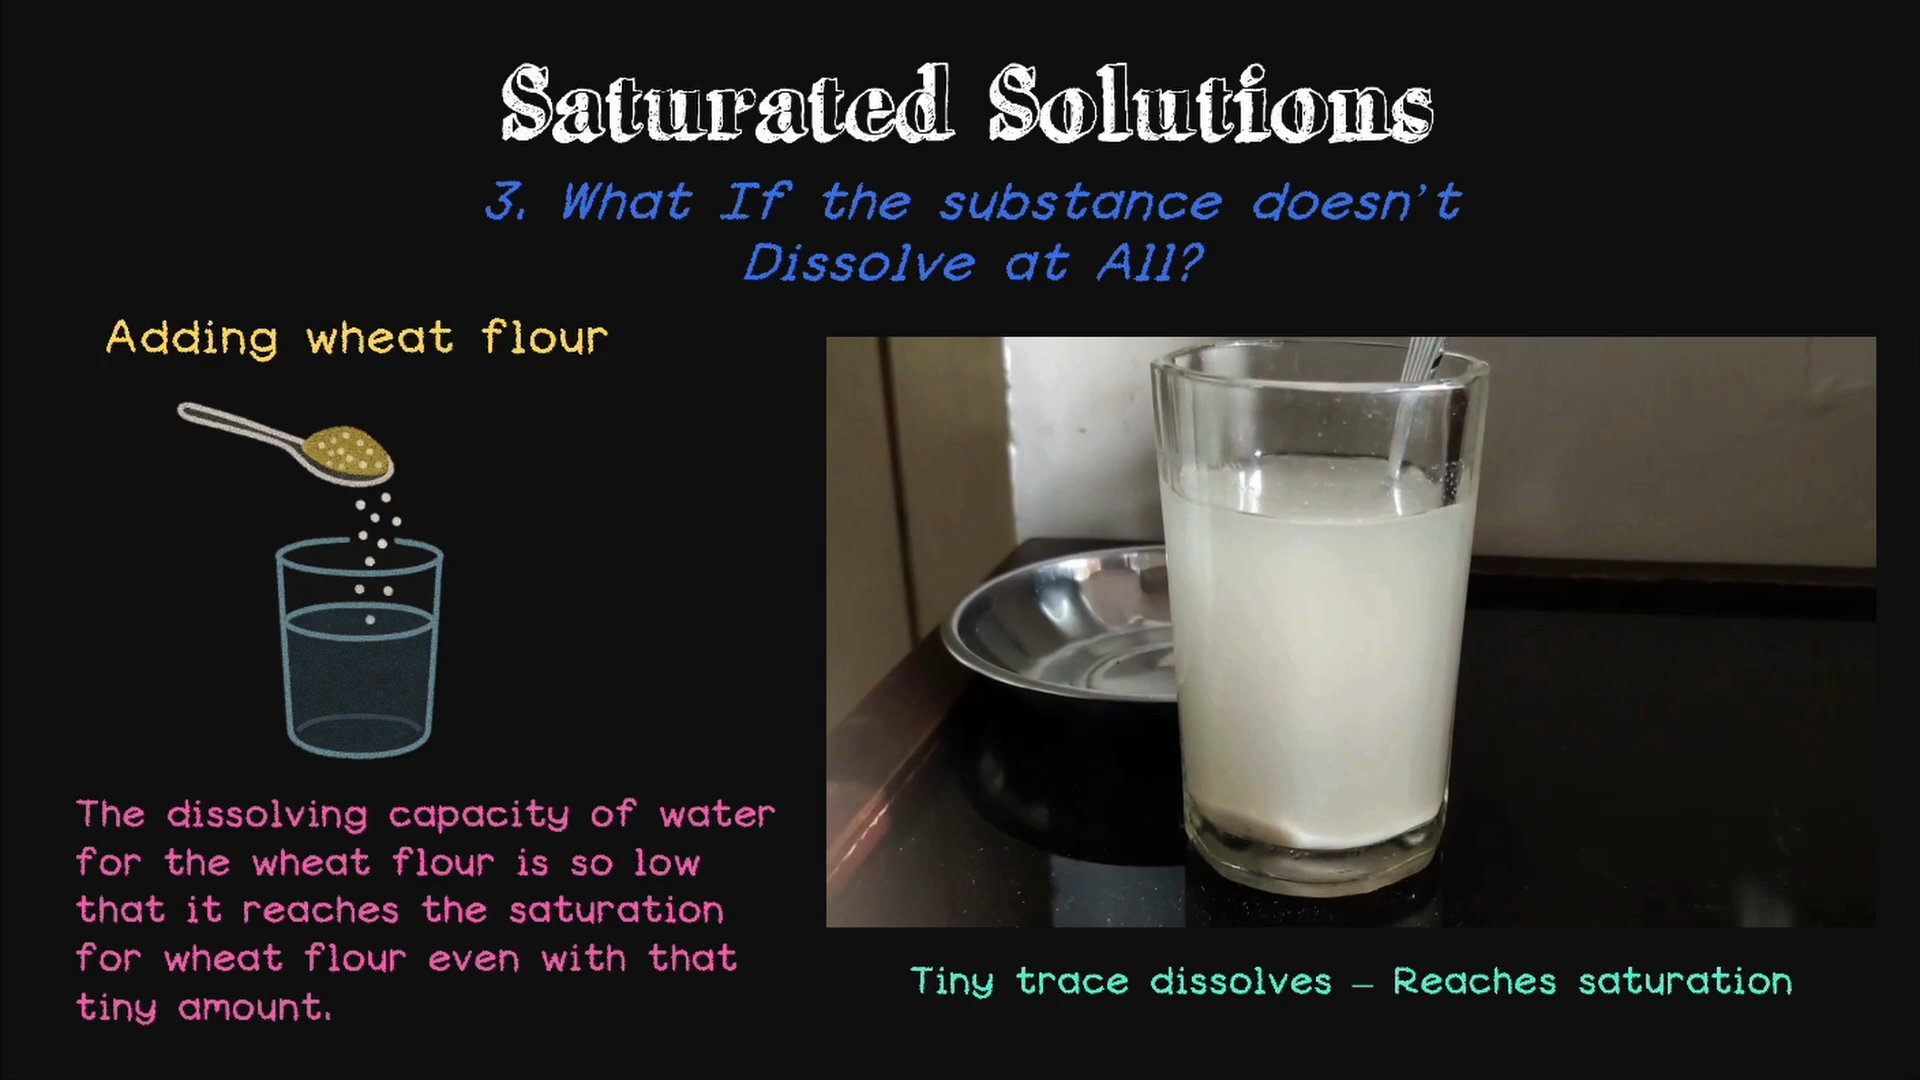 Saturated Solutions
3. What If the substance doesn't
Dissolve at All?
Adding wheat flour
The dissolving capacity of water
for the wheat flour is so low
that it reaches the saturation
for wheat flour even with that
tiny amount.
Tiny trace dissolves – Reaches saturation